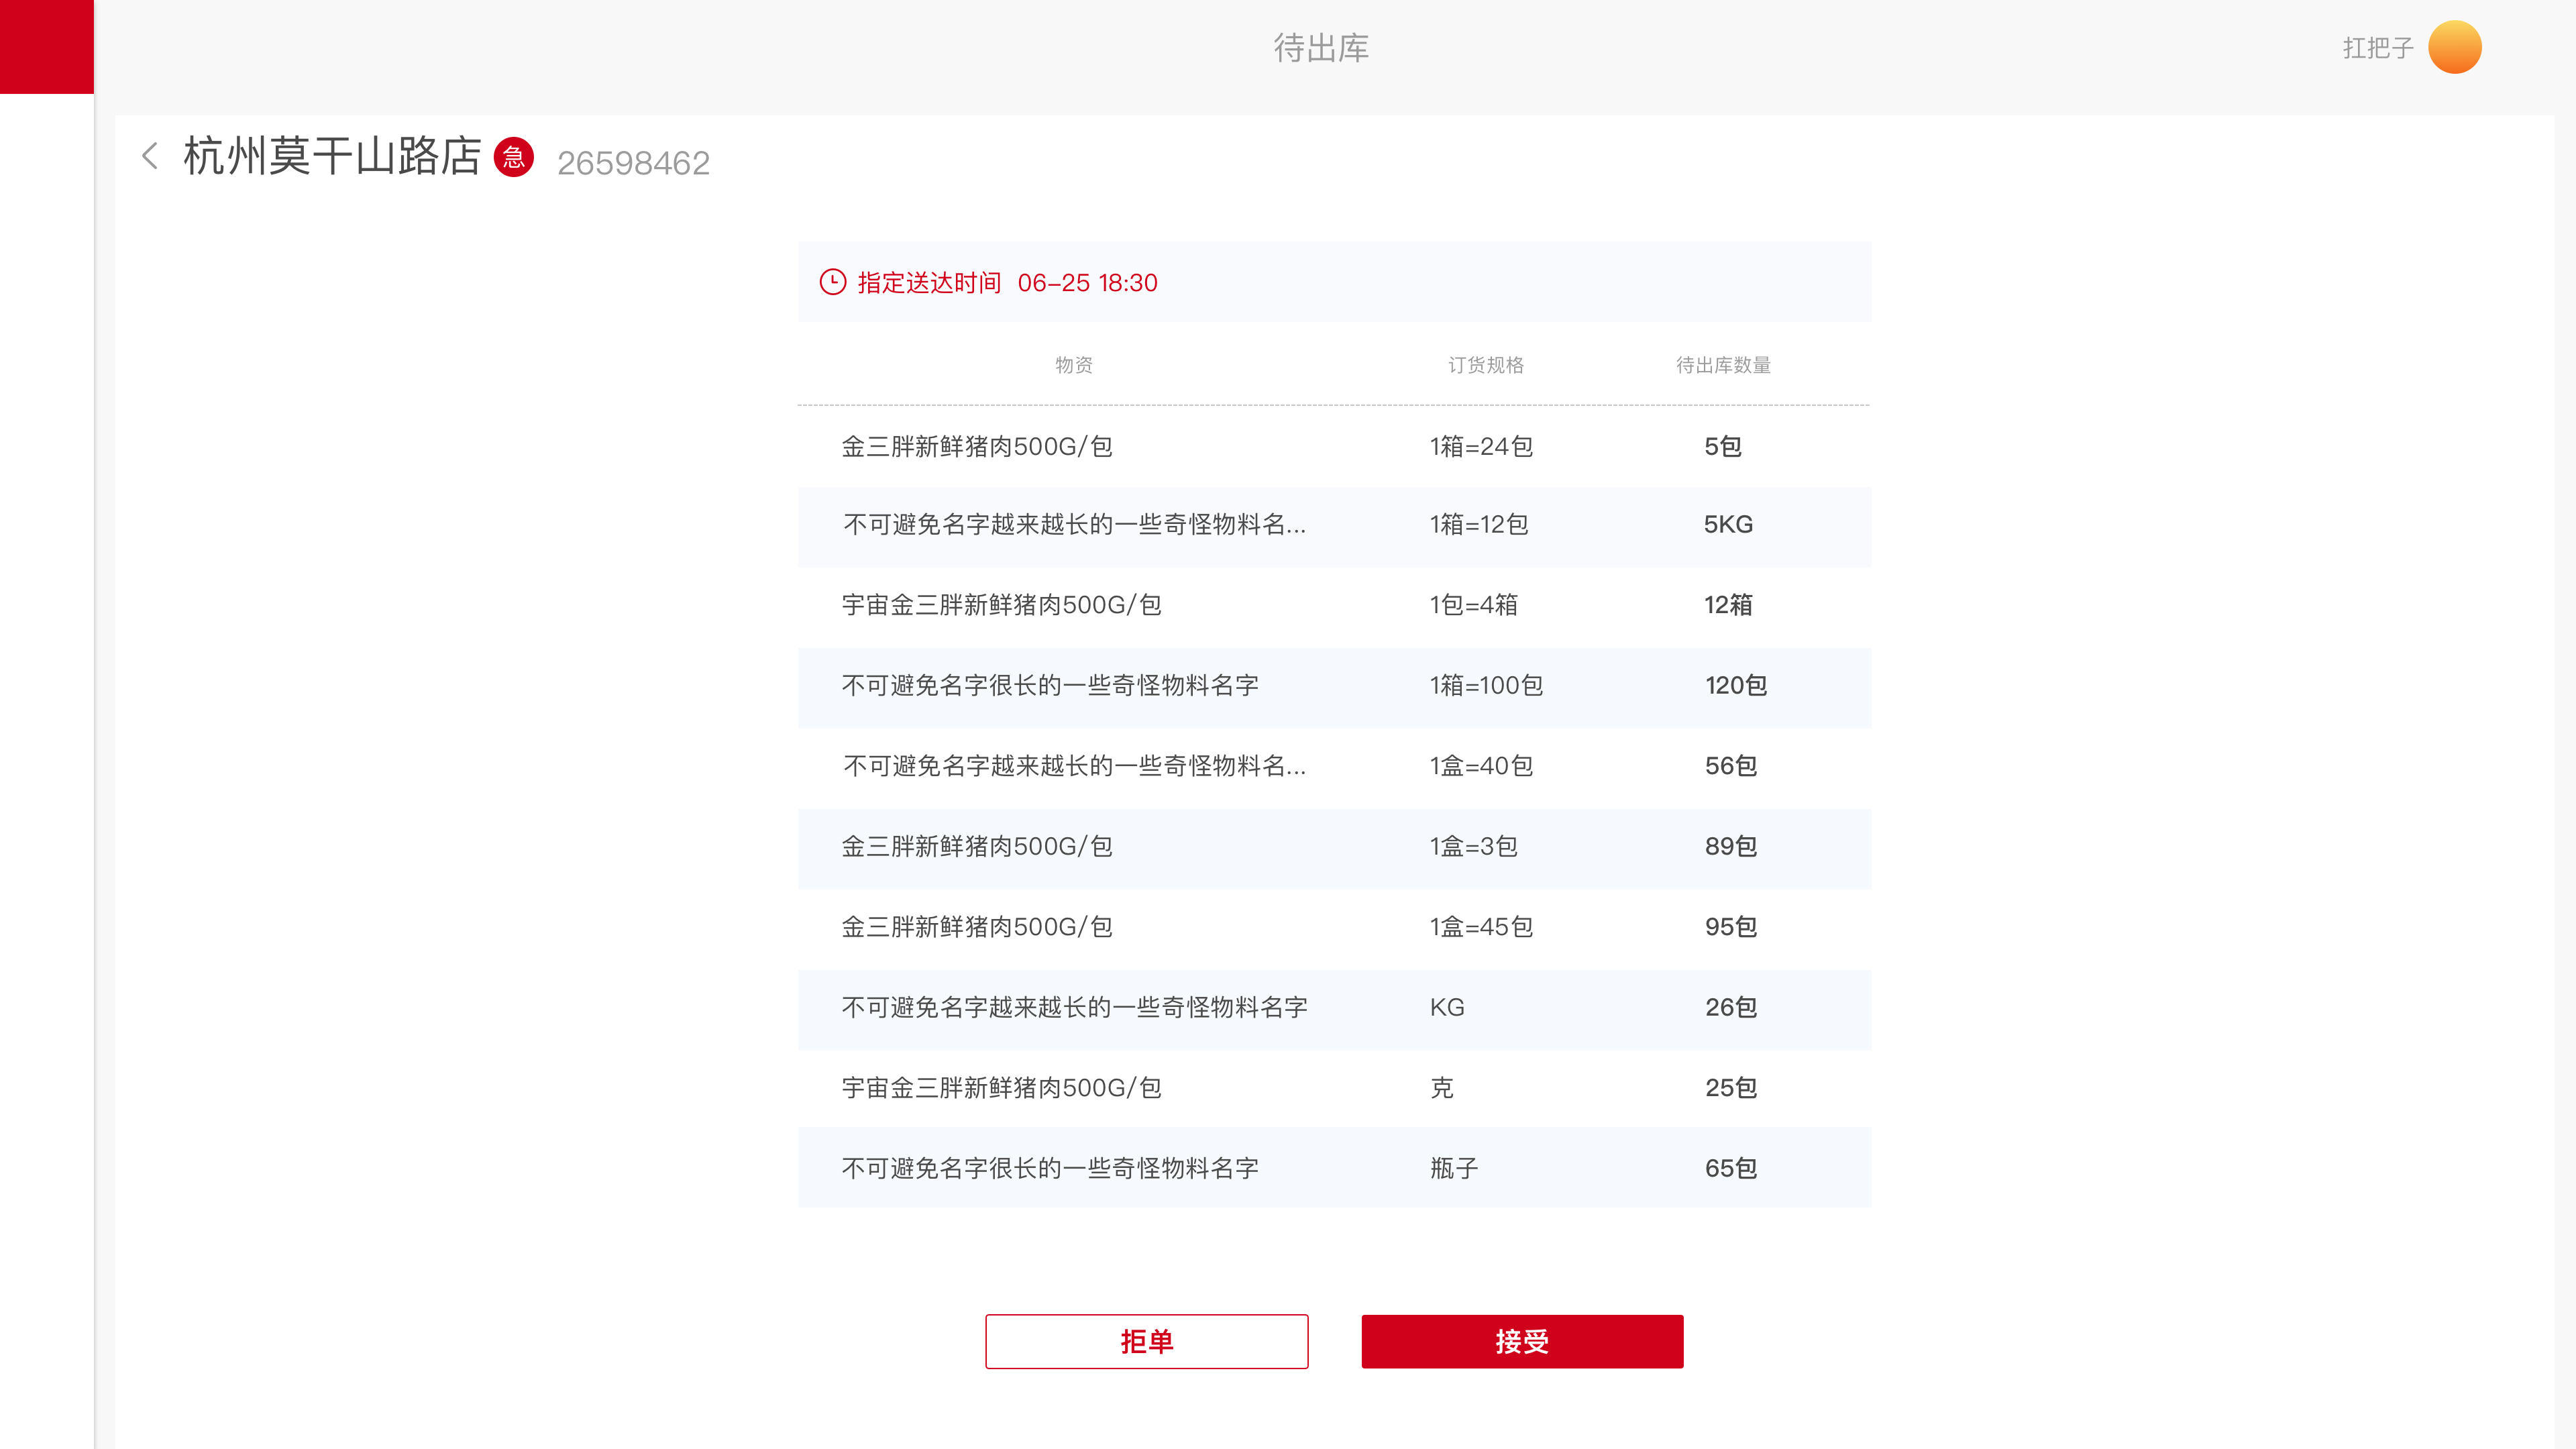 待出库
扛把子
杭州莫干山路店 急 26598462
指定送达时间 06-25 18:30
物资 订货规格 待出库数量
金三胖新鲜猪肉500G/包 1箱=24包 5包
不可避免名字越来越长的一些奇怪物料名... 1箱=12包 5KG
宇宙金三胖新鲜猪肉500G/包 1包=4箱 12箱
不可避免名字很长的一些奇怪物料名字 1箱=100包 120包
不可避免名字越来越长的一些奇怪物料名... 1盒=40包 56包
金三胖新鲜猪肉500G/包 1盒=3包 89包
金三胖新鲜猪肉500G/包 1盒=45包 95包
不可避免名字越来越长的一些奇怪物料名字 KG 26包
宇宙金三胖新鲜猪肉500G/包 克 25包
不可避免名字很长的一些奇怪物料名字 瓶子 65包
拒单 接受